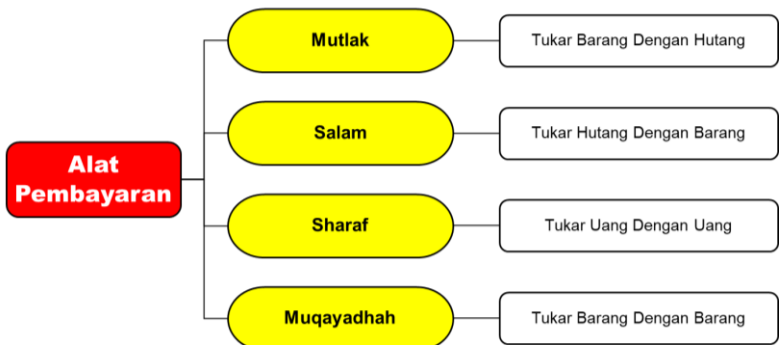 Alat
Pembayaran
Mutlak
Tukar Barang Dengan Hutang
Salam
Tukar Hutang Dengan Barang
Sharaf
Tukar Uang Dengan Uang
Muqayadhah
Tukar Barang Dengan Barang